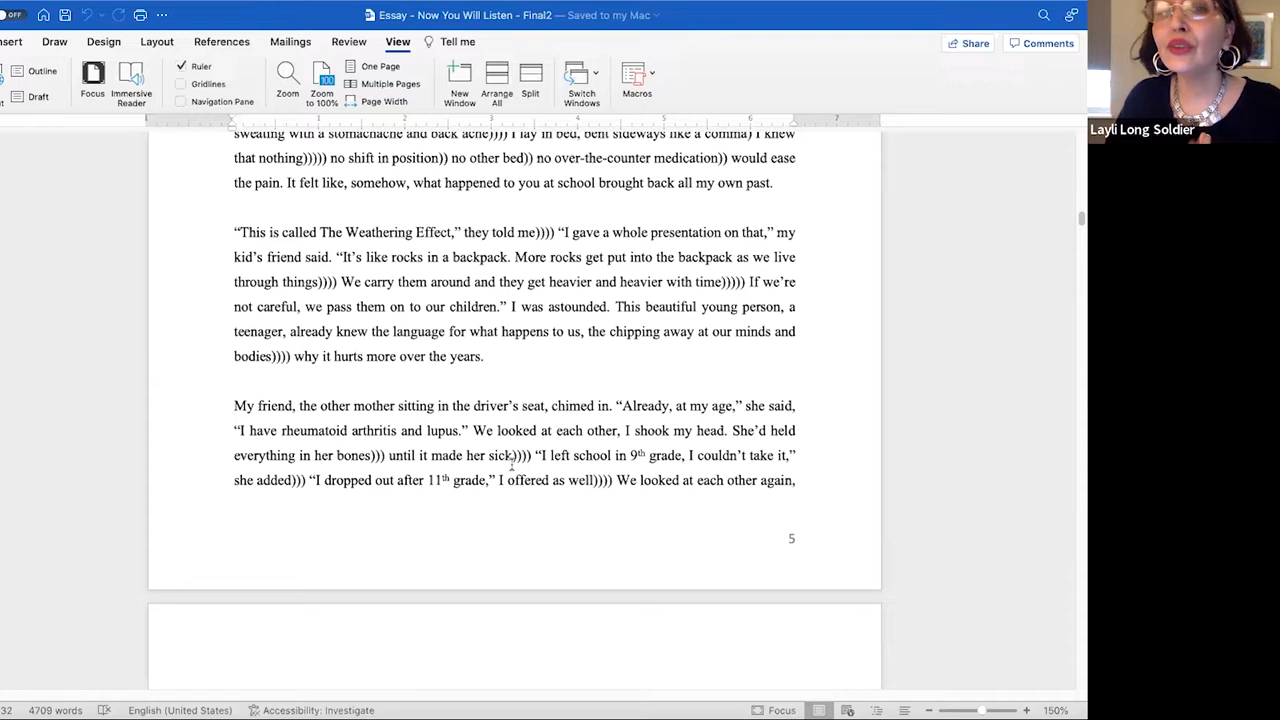 OFF
Essay - Now You Will Listen - Final2 — Saved to my Mac
nsert Draw Design Layout References Mailings Review View Tell me
Share Comments
Outline
Draft
Focus
Immersive Reader
Ruler
Gridlines
Navigation Pane
Zoom
Zoom to 100%
One Page
Multiple Pages
Page Width
New Window
Arrange All
Split
Switch Windows
Macros
Layli Long Soldier
1 2 3 4 5 6 7
sweating with a stomachache and back ache)))) I lay in bed, bent sideways like a comma) I knew
that nothing))))) no shift in position)) no other bed)) no over-the-counter medication)) would ease
the pain. It felt like, somehow, what happened to you at school brought back all my own past.
“This is called The Weathering Effect,” they told me)))) “I gave a whole presentation on that,” my
kid’s friend said. “It’s like rocks in a backpack. More rocks get put into the backpack as we live
through things)))) We carry them around and they get heavier and heavier with time))))) If we’re
not careful, we pass them on to our children.” I was astounded. This beautiful young person, a
teenager, already knew the language for what happens to us, the chipping away at our minds and
bodies)))) why it hurts more over the years.
My friend, the other mother sitting in the driver’s seat, chimed in. “Already, at my age,” she said,
“I have rheumatoid arthritis and lupus.” We looked at each other, I shook my head. She’d held
everything in her bones))) until it made her sick)))) “I left school in 9th grade, I couldn’t take it,”
she added))) “I dropped out after 11th grade,” I offered as well)))) We looked at each other again,
5
32 4709 words English (United States) Accessibility: Investigate Focus 150%